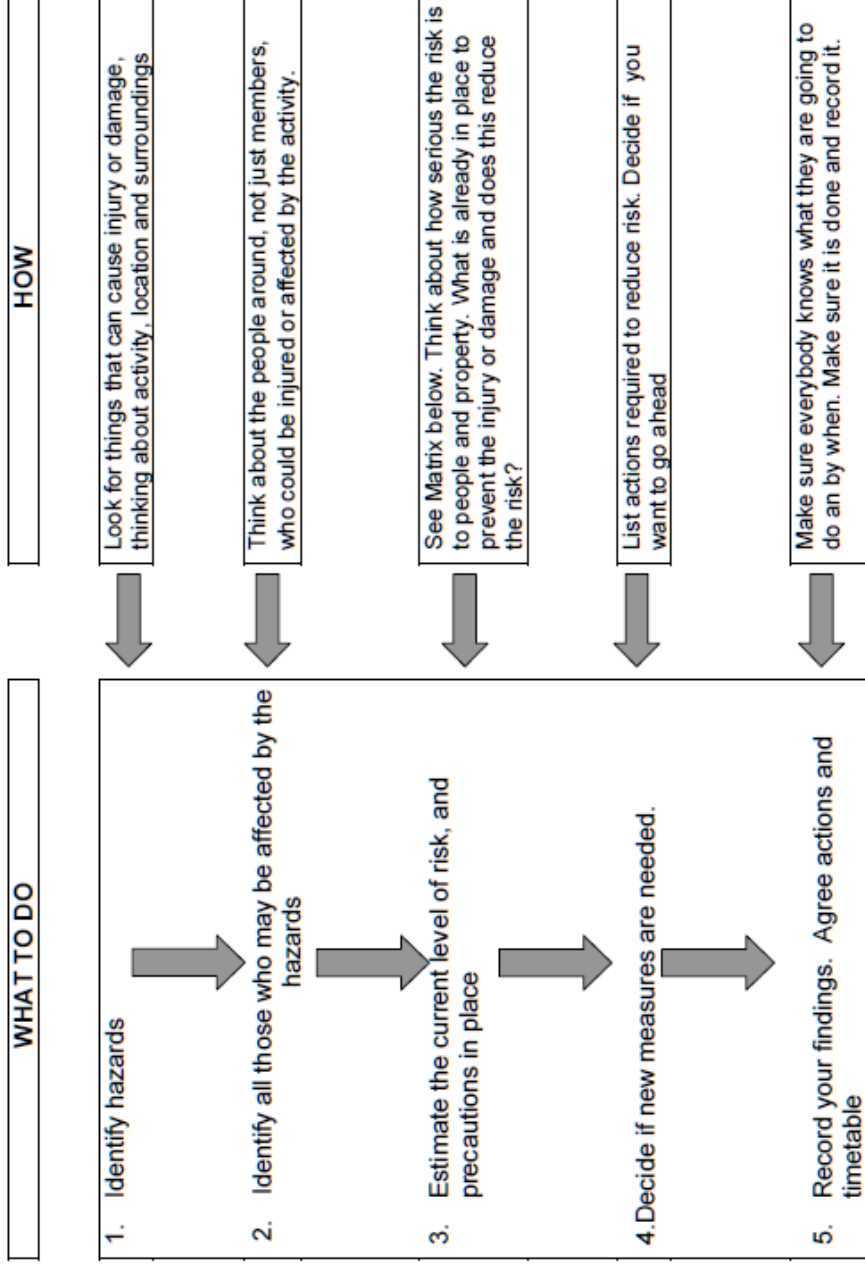 WHAT TO DO
HOW
1. Identify hazards
Look for things that can cause injury or damage,
thinking about activity, location and surroundings
2. Identify all those who may be affected by the
hazards
Think about the people around, not just members,
who could be injured or affected by the activity.
3. Estimate the current level of risk, and
precautions in place
See Matrix below. Think about how serious the risk is
to people and property. What is already in place to
prevent the injury or damage and does this reduce
the risk?
4.Decide if new measures are needed.
List actions required to reduce risk. Decide if you
want to go ahead
5. Record your findings. Agree actions and
timetable
Make sure everybody knows what they are going to
do an by when. Make sure it is done and record it.